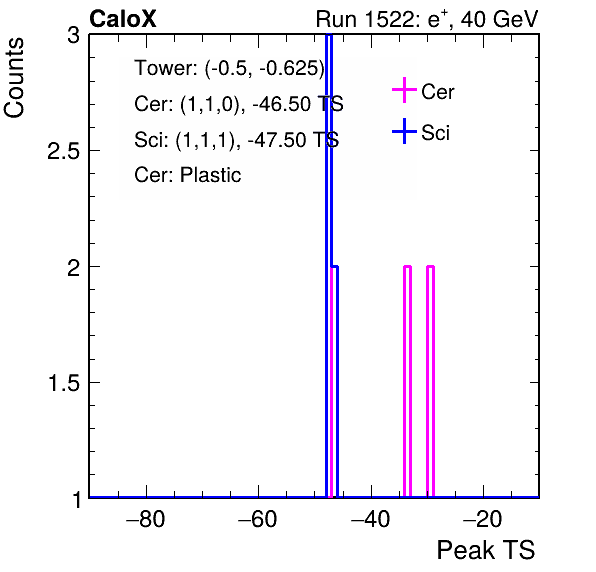 CaloX Run 1522: e⁺, 40 GeV
Counts
3
2.5
2
1.5
1
Tower: (-0.5, -0.625)
Cer: (1,1,0), -46.50 TS
Sci: (1,1,1), -47.50 TS
Cer: Plastic
Cer
Sci
−80 −60 −40 −20
Peak TS